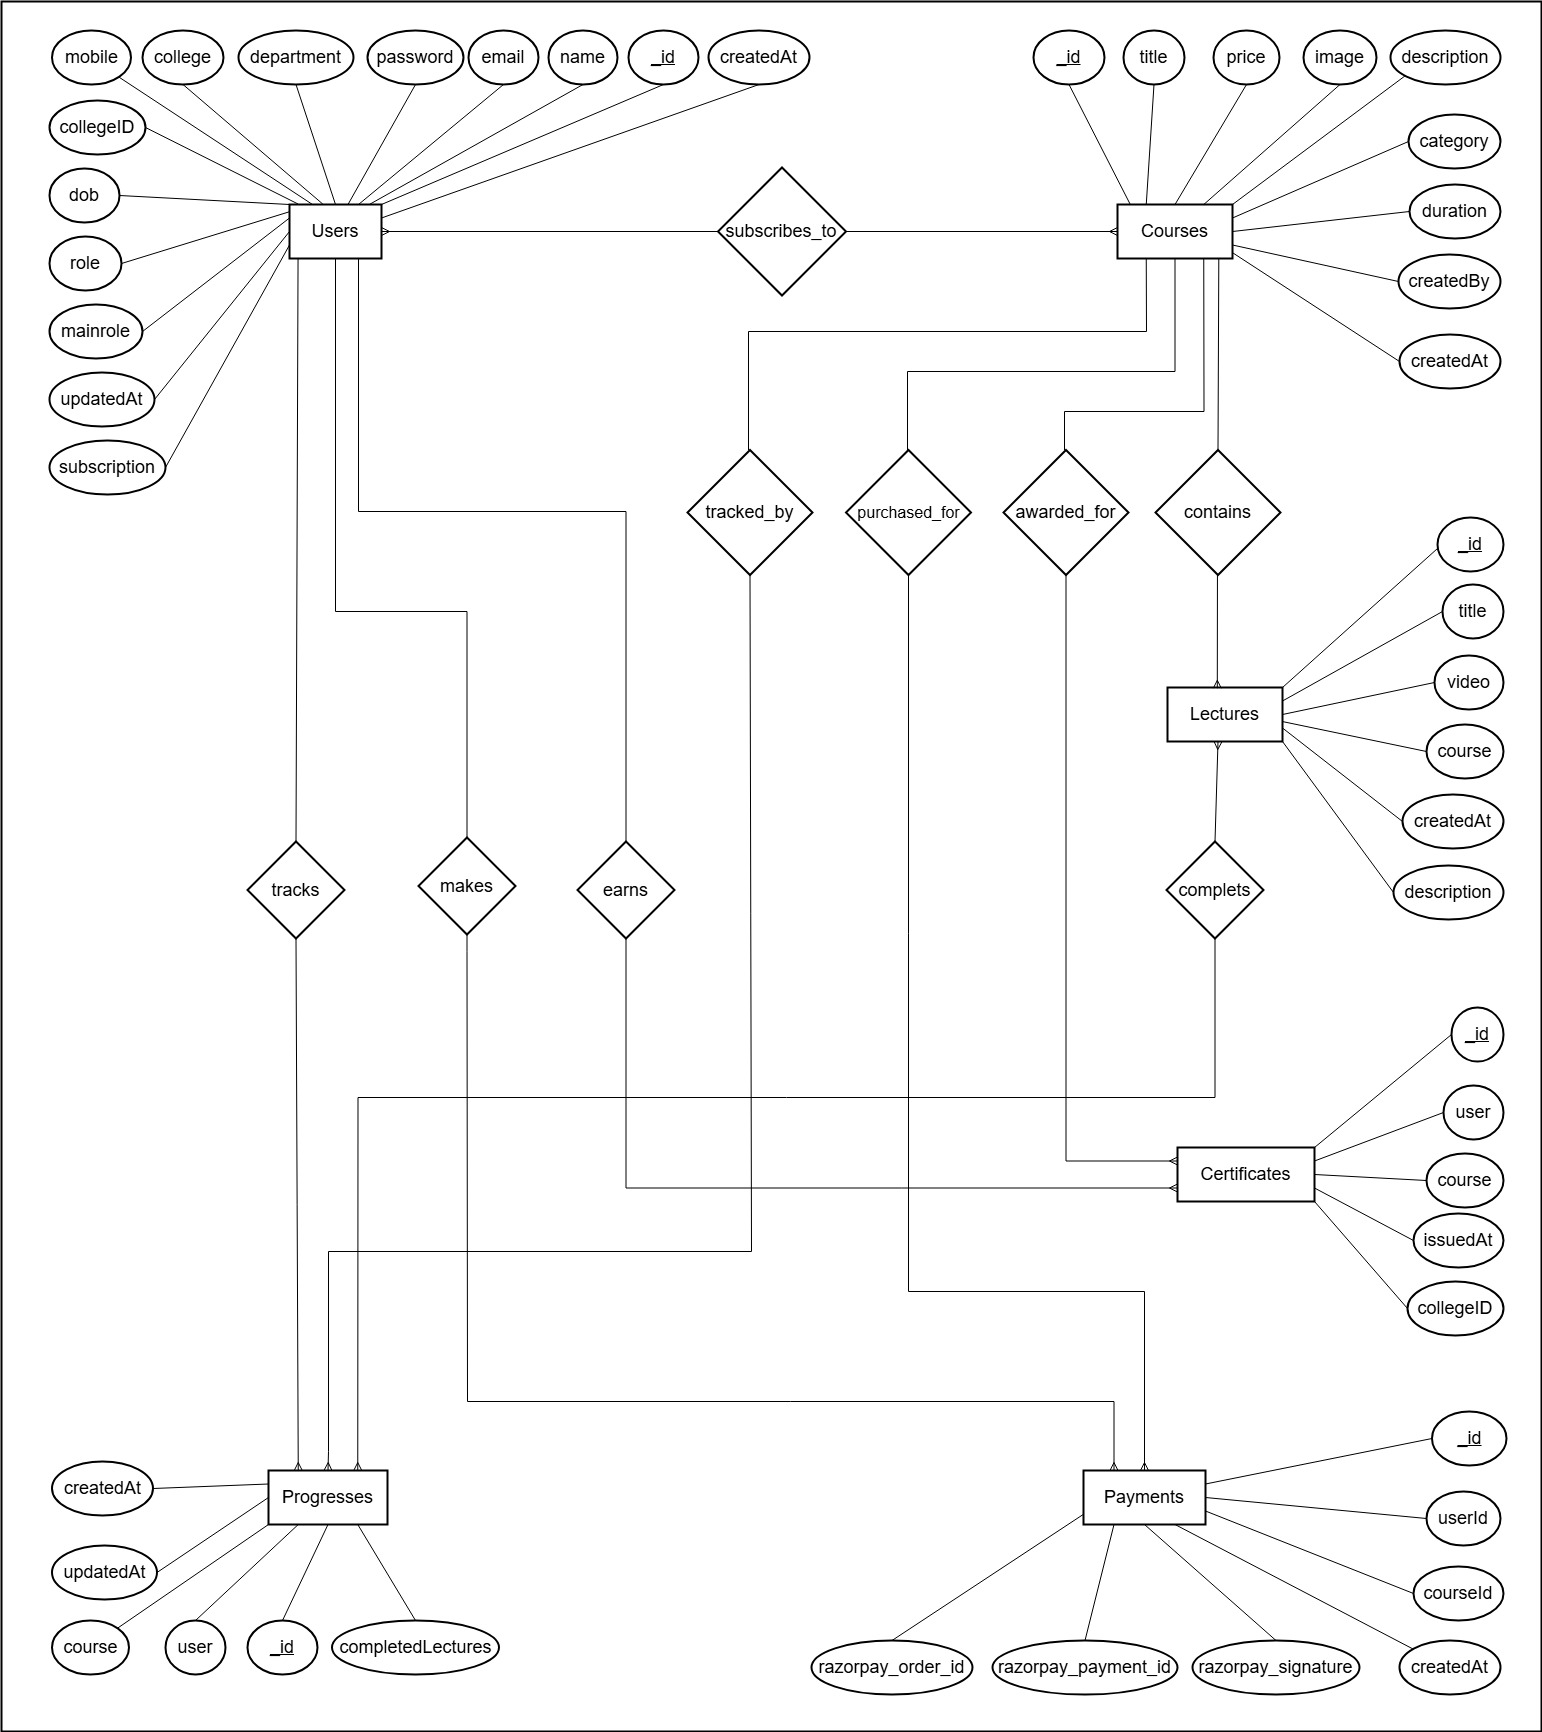 mobile
college
department
password
email
name
_id
createdAt
_id
title
price
image
description
collegeID
category
dob
duration
Users
subscribes_to
Courses
role
createdBy
mainrole
createdAt
updatedAt
subscription
tracked_by
purchased_for
awarded_for
contains
_id
title
video
Lectures
course
createdAt
tracks
makes
earns
complets
description
_id
user
Certificates
course
issuedAt
collegeID
_id
createdAt
Progresses
Payments
userId
updatedAt
courseId
course
user
_id
completedLectures
razorpay_order_id
razorpay_payment_id
razorpay_signature
createdAt